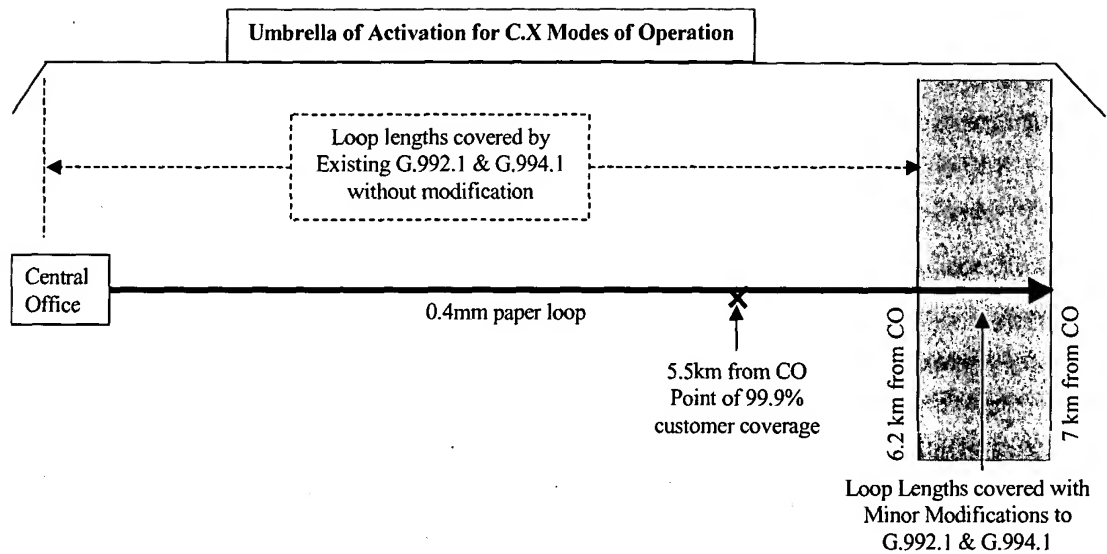 Umbrella of Activation for C.X Modes of Operation
Loop lengths covered by
Existing G.992.1 & G.994.1
without modification
Central
Office
0.4mm paper loop
5.5km from CO
Point of 99.9%
customer coverage
6.2 km from CO
7 km from CO
Loop Lengths covered with
Minor Modifications to
G.992.1 & G.994.1